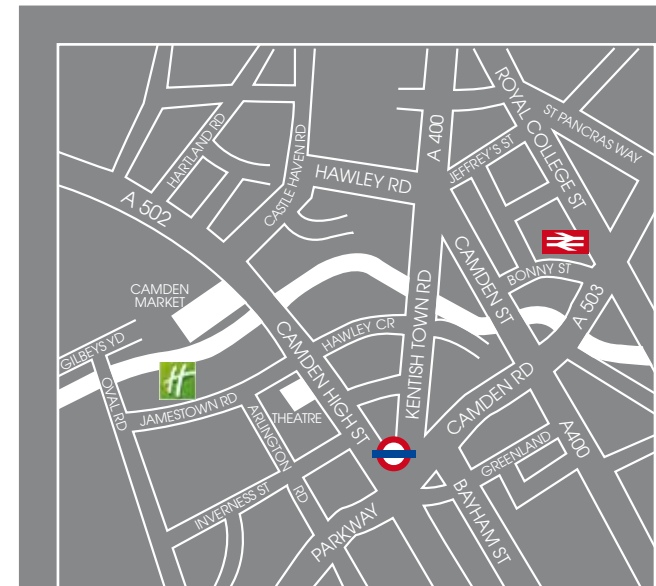 ROYAL COLLEGE ST
ST PANCRAS WAY
A 400
HARTLAND RD
CASTLE HAVEN RD
JEFFREY'S ST
HAWLEY RD
A 502
CAMDEN ST
BONNY ST
CAMDEN
MARKET
KENTISH TOWN RD
A 503
HAWLEY CR
CAMDEN HIGH ST
GILBEYS YD
OVAL RD
JAMESTOWN RD
ARLINGTON
RD
THEATRE
CAMDEN RD
GREENLAND
A400
INVERNESS ST
PARKWAY
BAYHAM ST
H